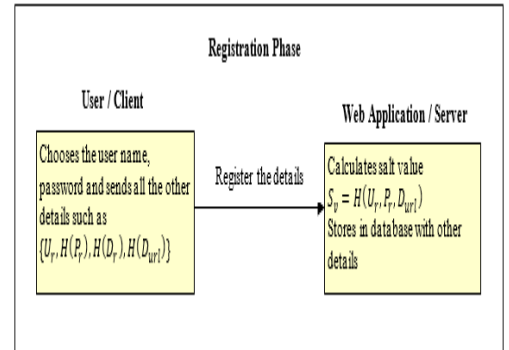 Registration Phase
User / Client
Web Application / Server
Chooses the user name,
password and sends all the other
details such as
{U_r, H(P_r), H(D_r), H(D_url)}
Register the details
Calculates salt value
S_v = H(U_r, P_r, D_url)
Stores in database with other
details